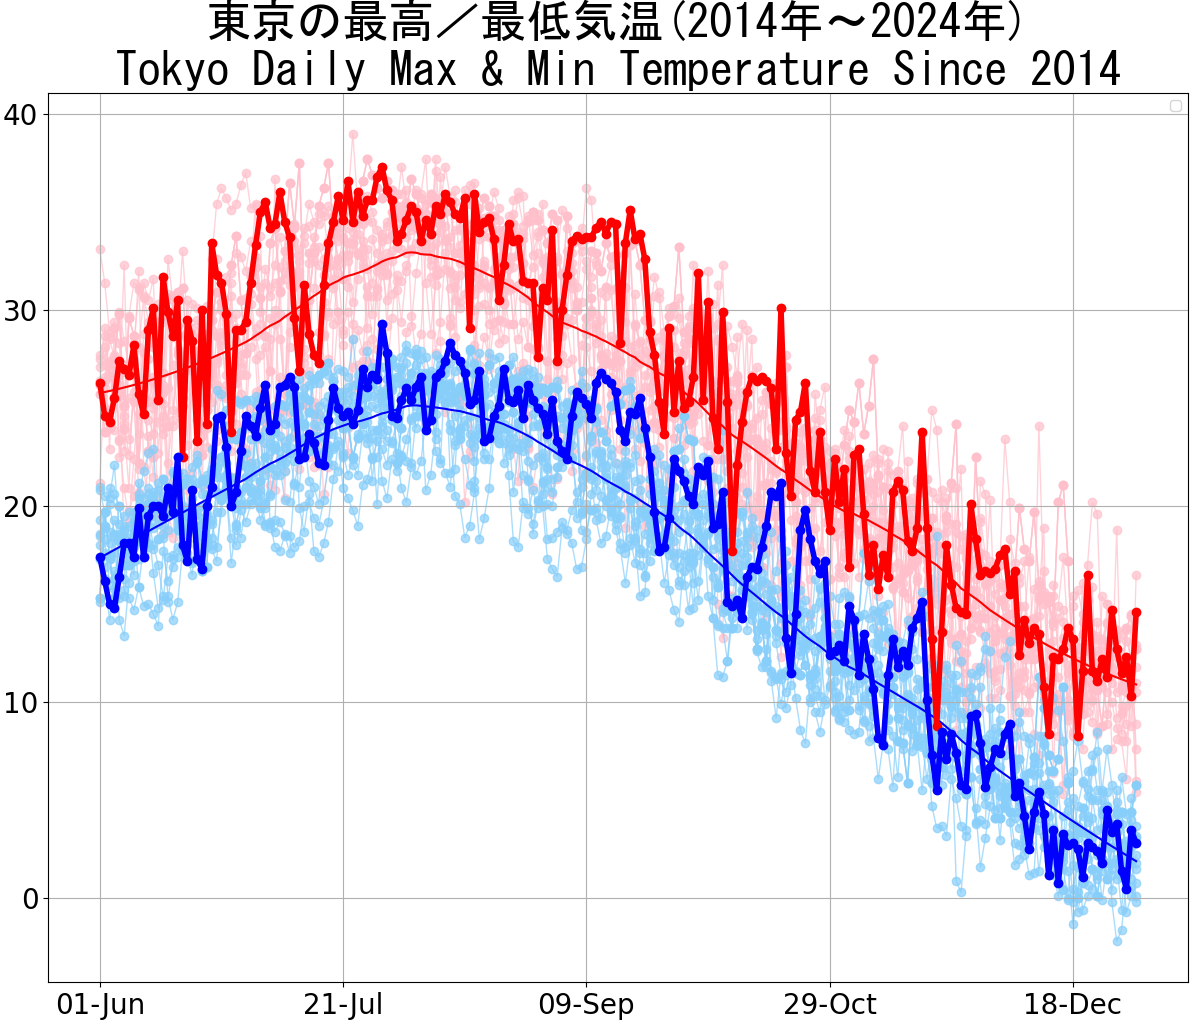 東京の最高／最低気温(2014年～2024年)
Tokyo Daily Max & Min Temperature Since 2014
40
30
20
10
0
01-Jun 21-Jul 09-Sep 29-Oct 18-Dec